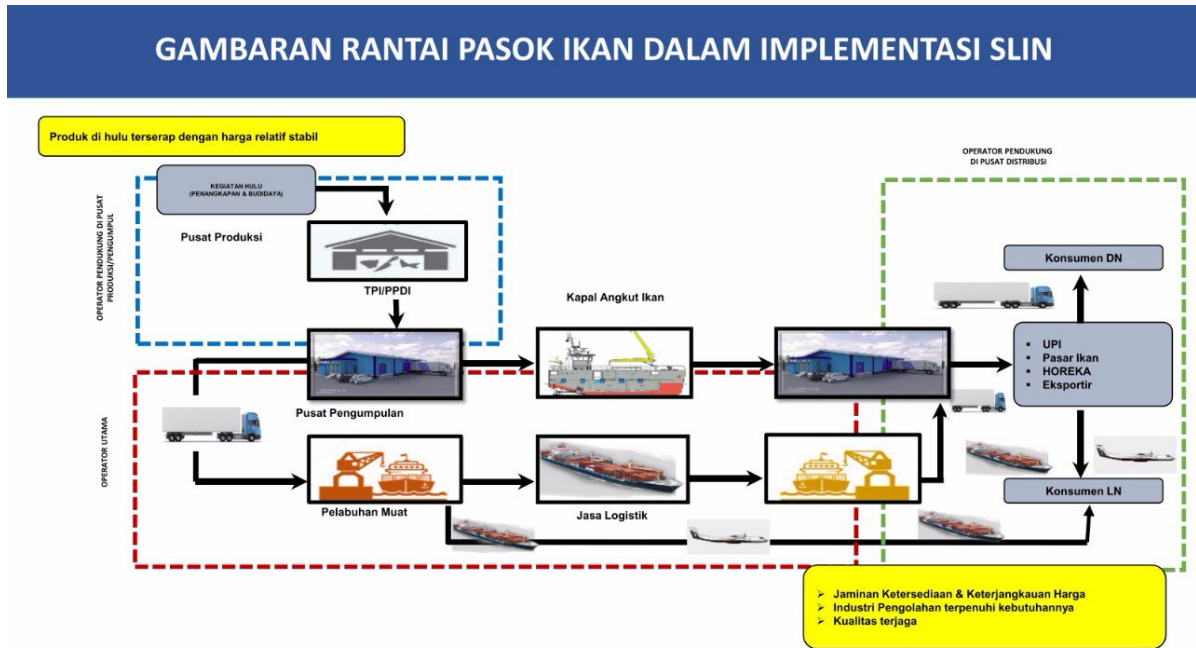 GAMBARAN RANTAI PASOK IKAN DALAM IMPLEMENTASI SLIN
Produk di hulu terserap dengan harga relatif stabil
OPERATOR PENDUKUNG
DI PUSAT DISTRIBUSI
OPERATOR PENDUKUNG DI PUSAT
PRODUKSI/PENGUMPUL
KEGIATAN HULU
(PENANGKAPAN & BUDIDAYA)
Pusat Produksi
TPI/PPDI
Kapal Angkut Ikan
Konsumen DN
▪ UPI
▪ Pasar Ikan
▪ HOREKA
▪ Eksportir
Pusat Pengumpulan
OPERATOR UTAMA
Pelabuhan Muat
Jasa Logistik
Konsumen LN
➢ Jaminan Ketersediaan & Keterjangkauan Harga
➢ Industri Pengolahan terpenuhi kebutuhannya
➢ Kualitas terjaga